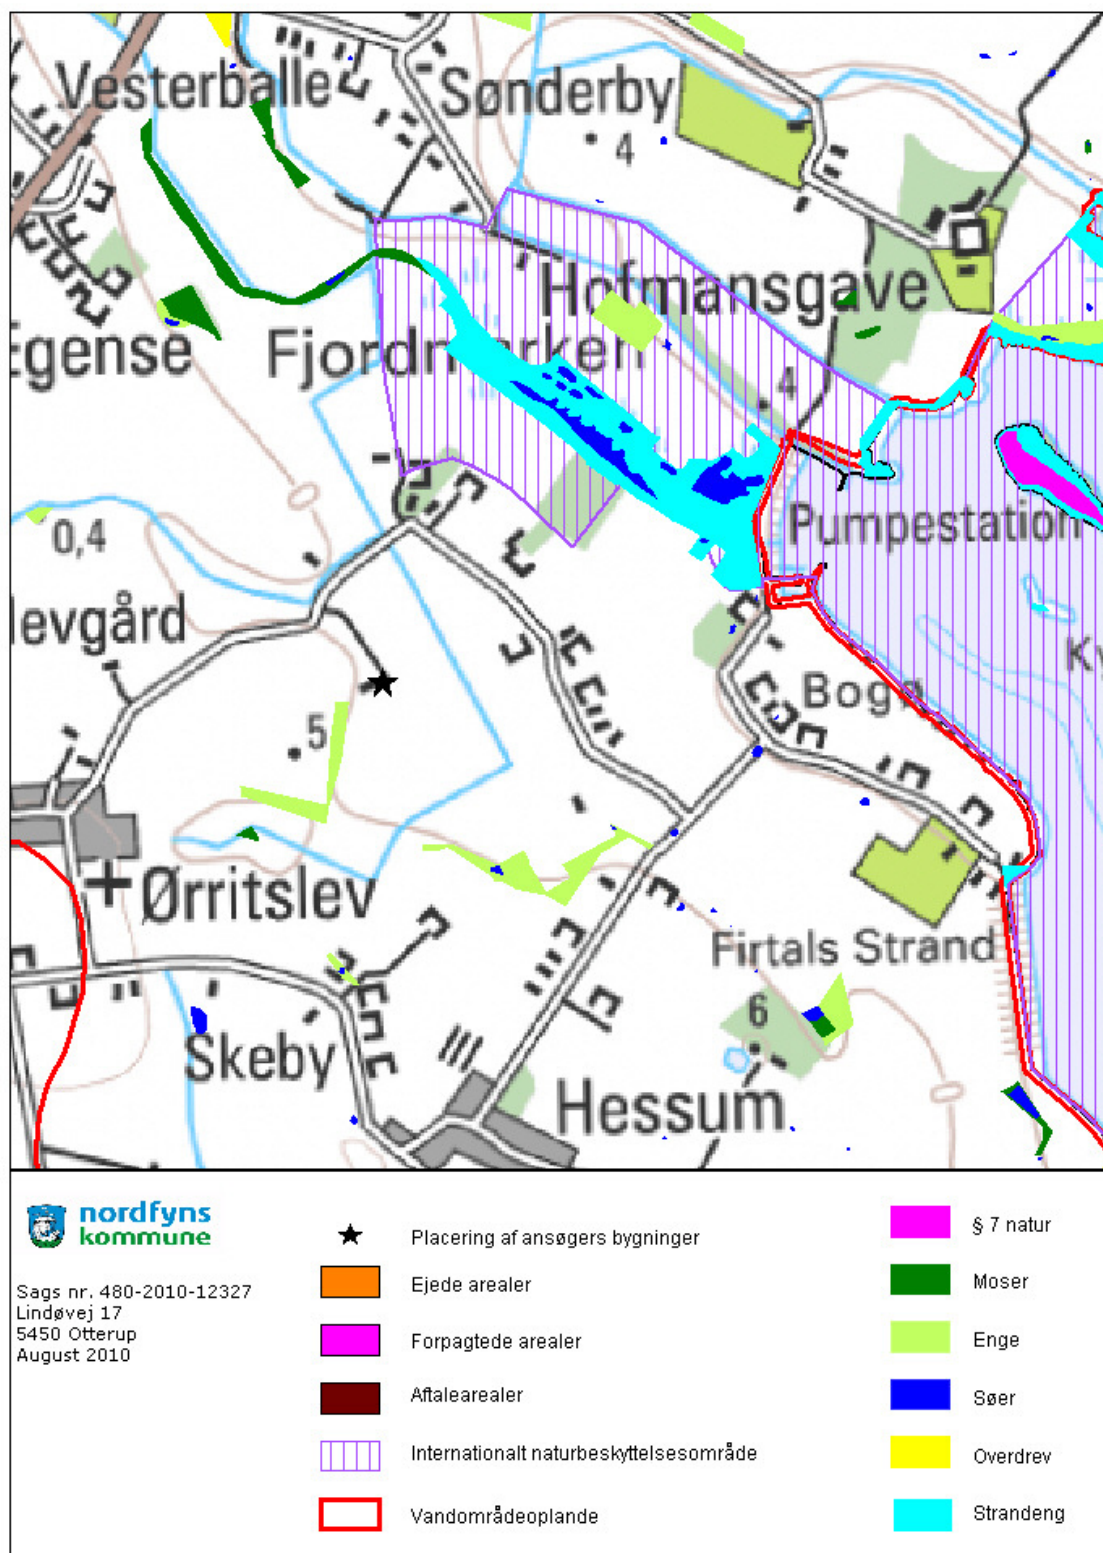 Vesterballe
Sønderby
4
Hofmansgave
Egense
Fjordmarken
4
0,4
Pumpestation
levgård
Ky
Bogø
5
Ørritslev
Firtals Strand
6
Skeby
Hessum
nordfyns
kommune
Sags nr. 480-2010-12327
Lindøvej 17
5450 Otterup
August 2010
Placering af ansøgers bygninger
Ejede arealer
Forpagtede arealer
Aftalearealer
Internationalt naturbeskyttelsesområde
Vandområdeoplande
§ 7 natur
Moser
Enge
Søer
Overdrev
Strandeng